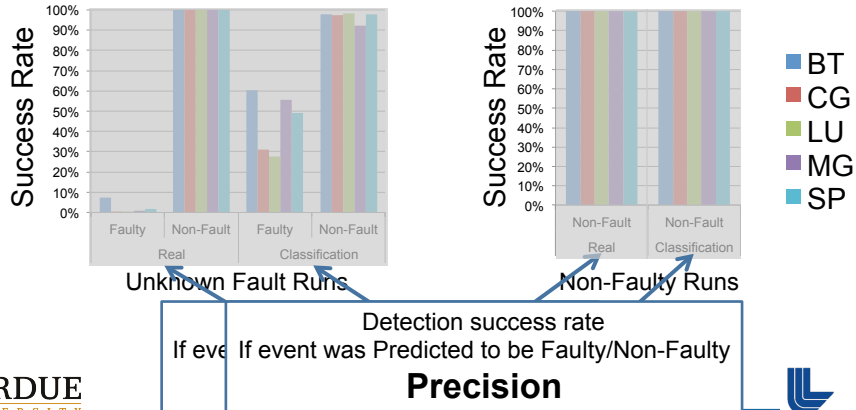 100%
90%
80%
70%
60%
50%
40%
30%
20%
10%
0%
Success Rate
Faulty Non-Fault Faulty Non-Fault
Real Classification
Unknown Fault Runs
100%
90%
80%
70%
60%
50%
40%
30%
20%
10%
0%
Success Rate
Non-Fault Non-Fault
Real Classification
Non-Faulty Runs
BT
CG
LU
MG
SP
Detection success rate
If eve If event was Predicted to be Faulty/Non-Faulty
Precision
RDUE